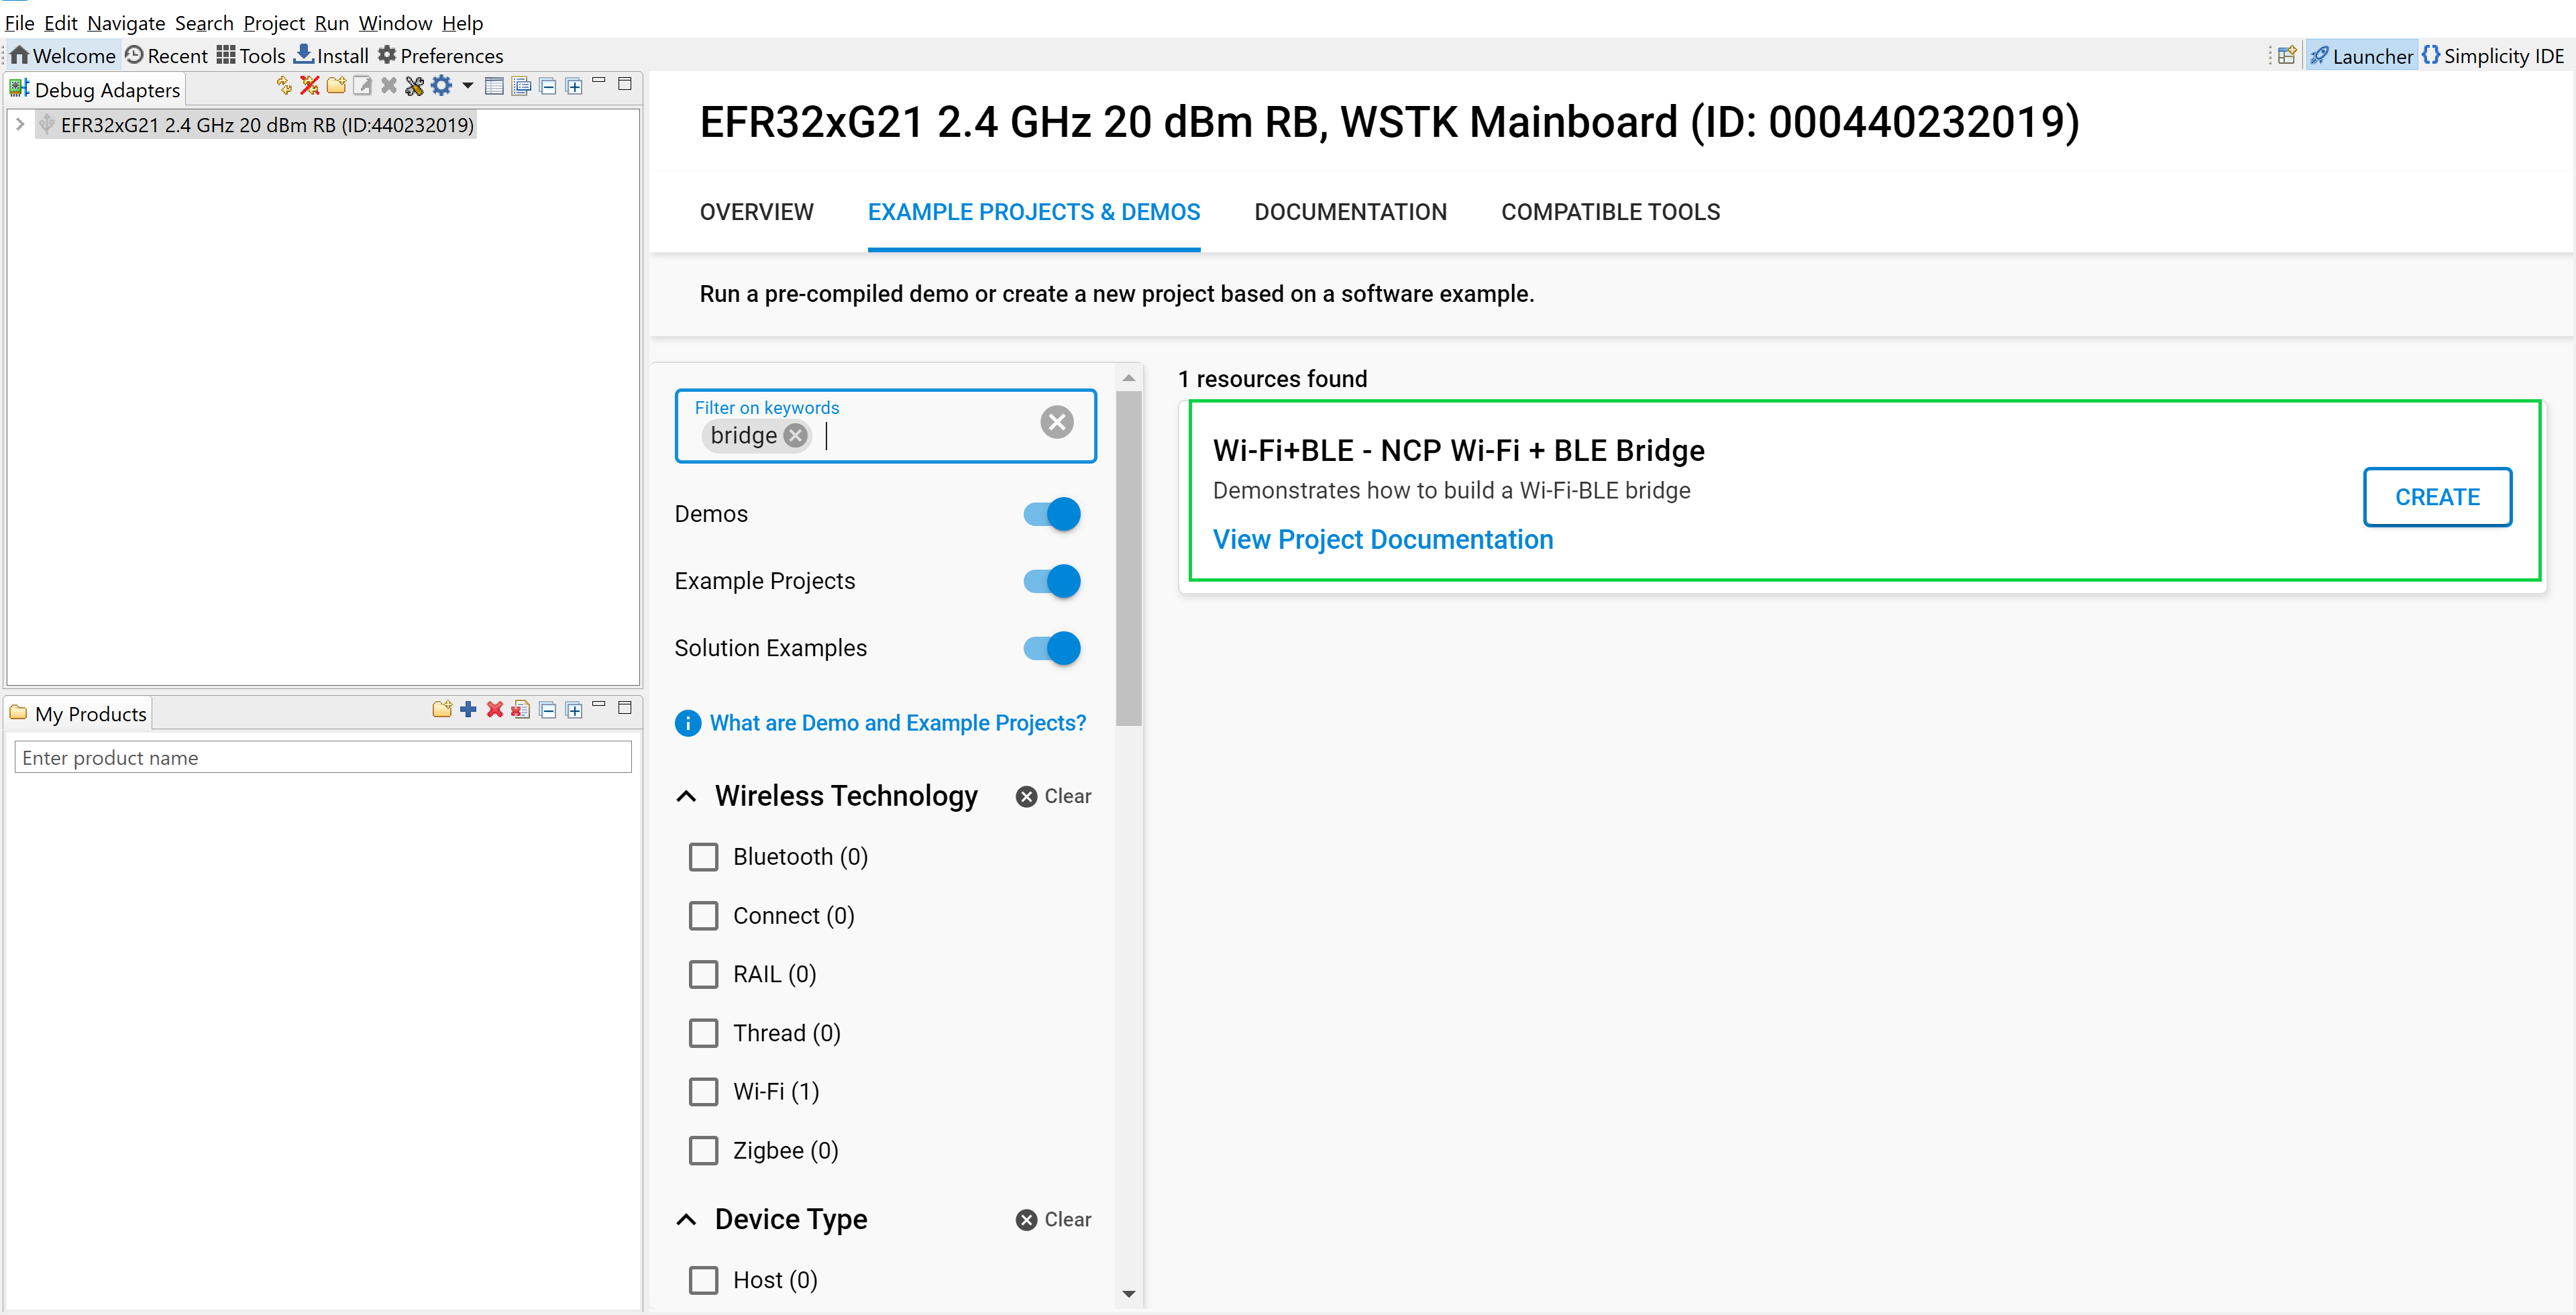 File Edit Navigate Search Project Run Window Help
Welcome Recent Tools Install Preferences
Launcher Simplicity IDE
Debug Adapters
EFR32xG21 2.4 GHz 20 dBm RB (ID:440232019)
My Products
Enter product name
EFR32xG21 2.4 GHz 20 dBm RB, WSTK Mainboard (ID: 000440232019)
OVERVIEW EXAMPLE PROJECTS & DEMOS DOCUMENTATION COMPATIBLE TOOLS
Run a pre-compiled demo or create a new project based on a software example.
Filter on keywords
bridge
Demos
Example Projects
Solution Examples
What are Demo and Example Projects?
Wireless Technology Clear
Bluetooth (0)
Connect (0)
RAIL (0)
Thread (0)
Wi-Fi (1)
Zigbee (0)
Device Type Clear
Host (0)
1 resources found
Wi-Fi+BLE - NCP Wi-Fi + BLE Bridge
Demonstrates how to build a Wi-Fi-BLE bridge
View Project Documentation
CREATE